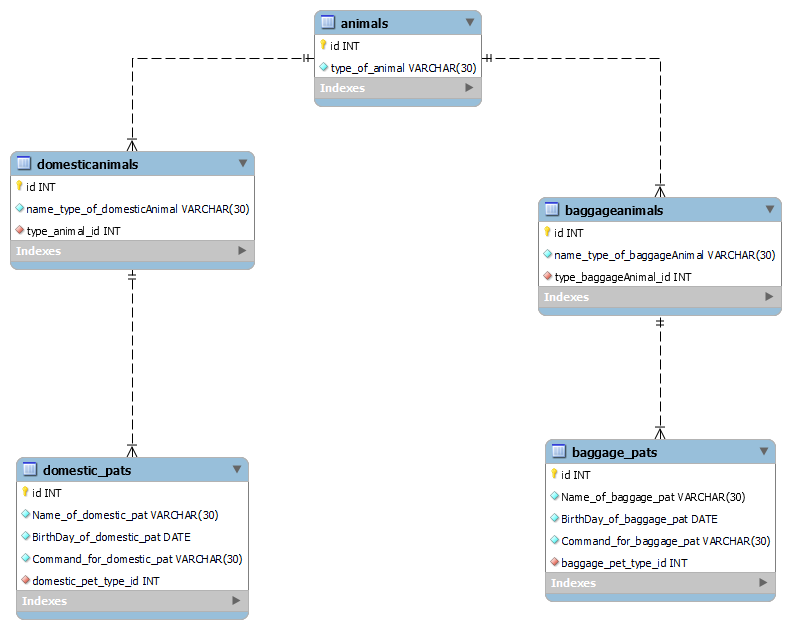 animals
id INT
type_of_animal VARCHAR(30)
Indexes
domesticanimals
id INT
name_type_of_domesticAnimal VARCHAR(30)
type_animal_id INT
Indexes
baggageanimals
id INT
name_type_of_baggageAnimal VARCHAR(30)
type_baggageAnimal_id INT
Indexes
domestic_pats
id INT
Name_of_domestic_pat VARCHAR(30)
BirthDay_of_domestic_pat DATE
Command_for_domestic_pat VARCHAR(30)
domestic_pet_type_id INT
Indexes
baggage_pats
id INT
Name_of_baggage_pat VARCHAR(30)
BirthDay_of_baggage_pat DATE
Command_for_baggage_pat VARCHAR(30)
baggage_pet_type_id INT
Indexes